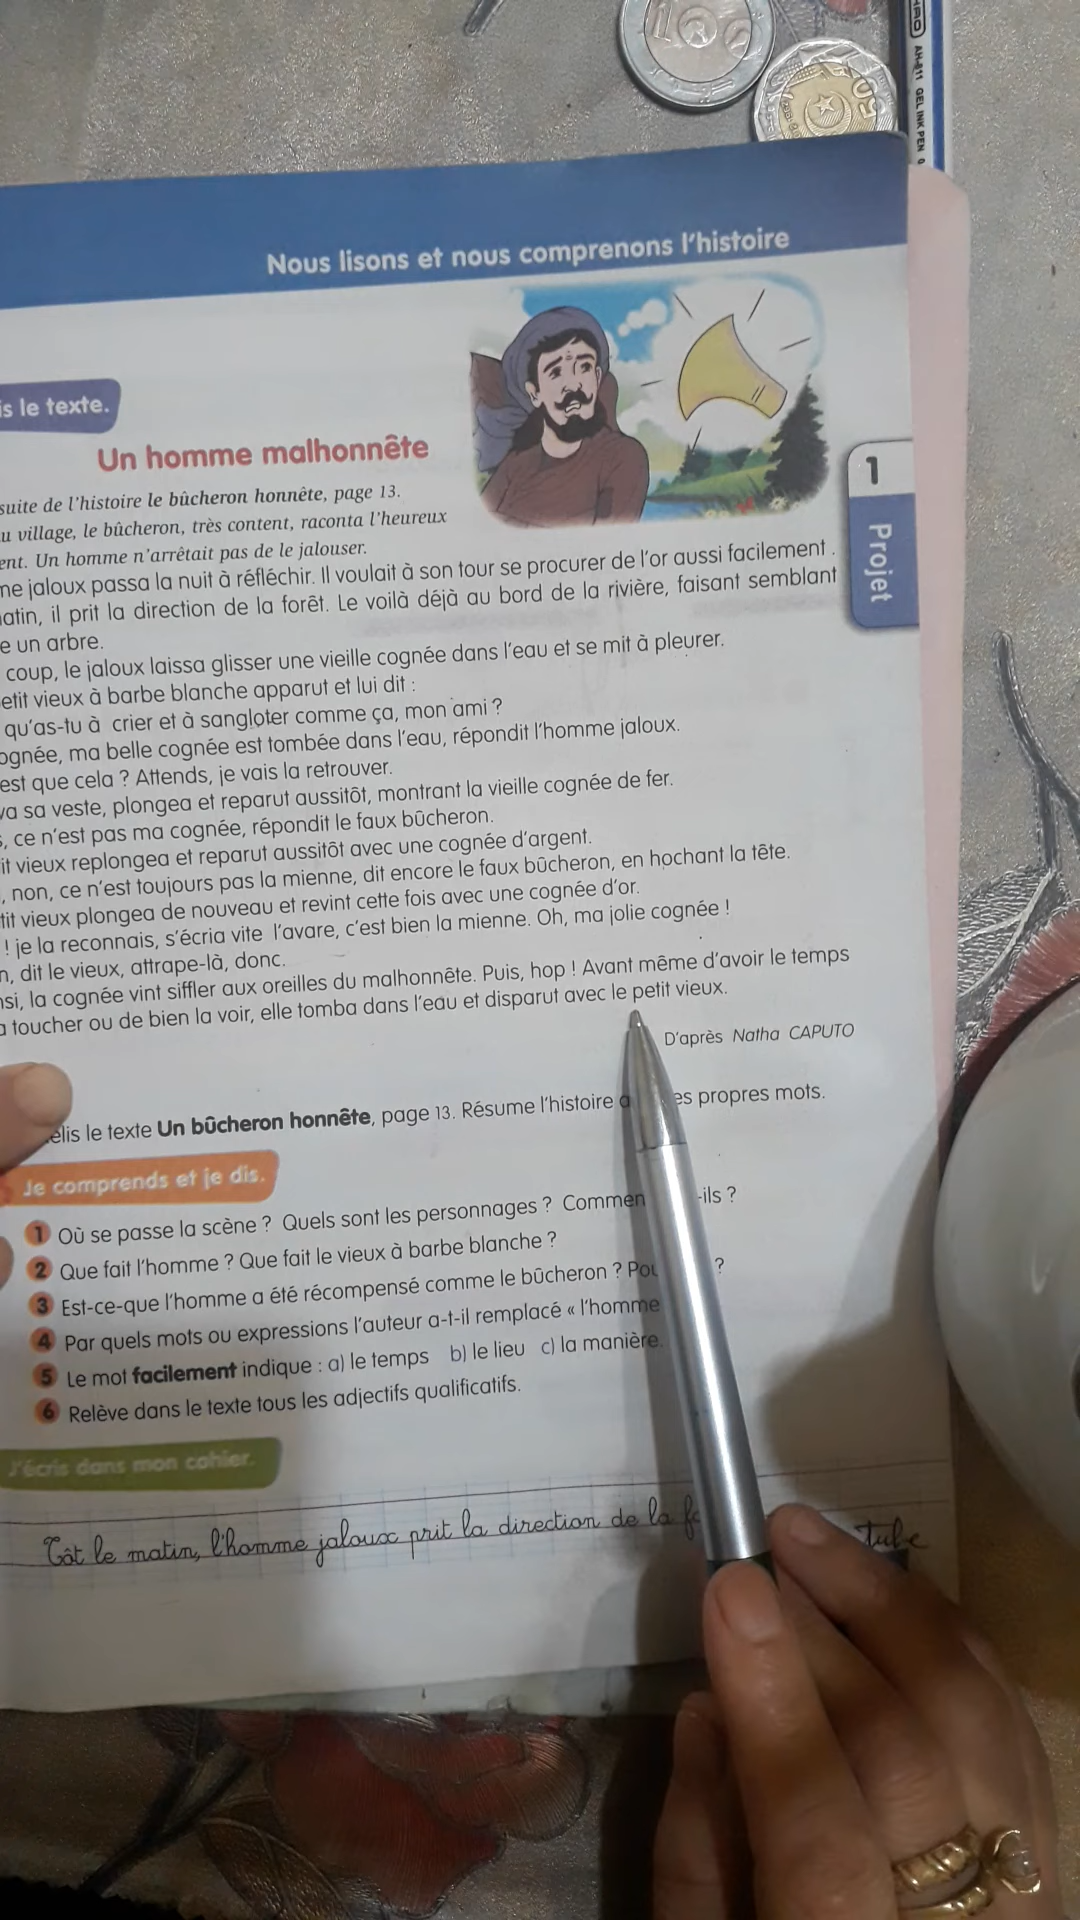 AH-811 GEL INK PEN
50
Nous lisons et nous comprenons l'histoire
is le texte.
Un homme malhonnête
suite de l'histoire le bûcheron honnête, page 13.
u village, le bûcheron, très content, raconta l'heureux
ent. Un homme n'arrêtait pas de le jalouser.
me jaloux passa la nuit à réfléchir. Il voulait à son tour se procurer de l'or aussi facilement .
atin, il prit la direction de la forêt. Le voilà déjà au bord de la rivière, faisant semblant
e un arbre.
coup, le jaloux laissa glisser une vieille cognée dans l'eau et se mit à pleurer.
etit vieux à barbe blanche apparut et lui dit :
qu'as-tu à crier et à sangloter comme ça, mon ami ?
ognée, ma belle cognée est tombée dans l'eau, répondit l'homme jaloux.
est que cela ? Attends, je vais la retrouver.
va sa veste, plongea et reparut aussitôt, montrant la vieille cognée de fer.
, ce n'est pas ma cognée, répondit le faux bûcheron.
it vieux replongea et reparut aussitôt avec une cognée d'argent.
, non, ce n'est toujours pas la mienne, dit encore le faux bûcheron, en hochant la tête.
tit vieux plongea de nouveau et revint cette fois avec une cognée d'or.
! je la reconnais, s'écria vite l'avare, c'est bien la mienne. Oh, ma jolie cognée !
n, dit le vieux, attrape-là, donc.
nsi, la cognée vint siffler aux oreilles du malhonnête. Puis, hop ! Avant même d'avoir le temps
a toucher ou de bien la voir, elle tomba dans l'eau et disparut avec le petit vieux.
D'après Natha CAPUTO
1
Projet
elis le texte Un bûcheron honnête, page 13. Résume l'histoire a es propres mots.
Je comprends et je dis.
1 Où se passe la scène ? Quels sont les personnages ? Commen -ils ?
2 Que fait l'homme ? Que fait le vieux à barbe blanche ?
3 Est-ce-que l'homme a été récompensé comme le bûcheron ? Pou ?
4 Par quels mots ou expressions l'auteur a-t-il remplacé « l'homme
5 Le mot facilement indique : a) le temps b) le lieu c) la manière.
6 Relève dans le texte tous les adjectifs qualificatifs.
J'écris dans mon cahier.
Tôt le matin, l'homme jaloux prit la direction de la fo
tube